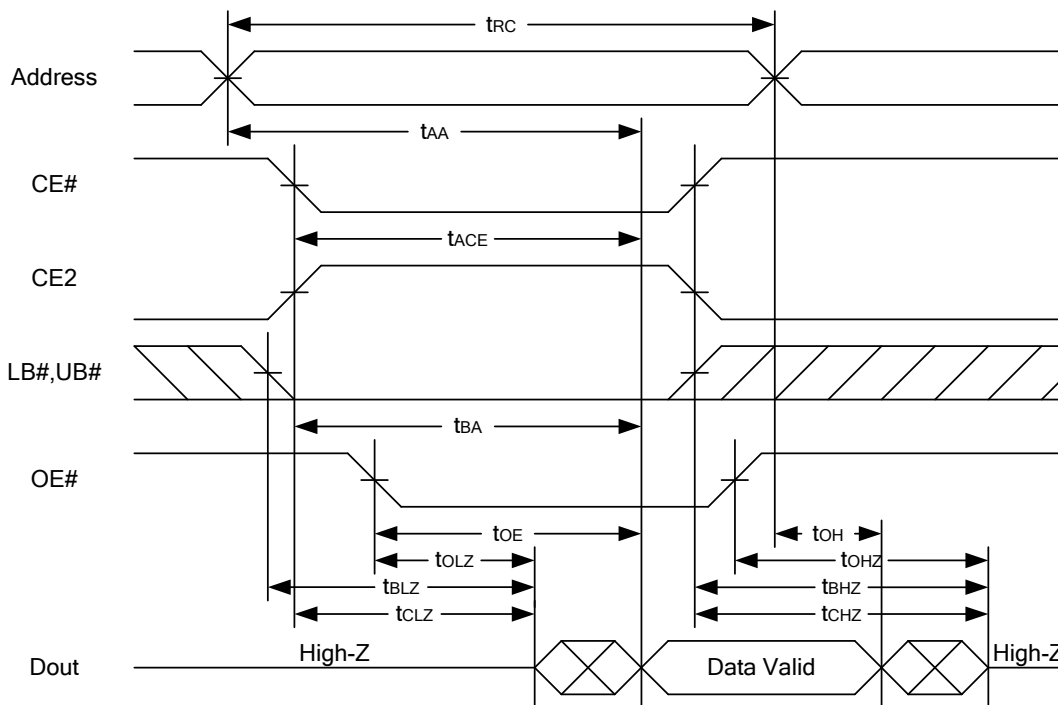 tRC
Address
tAA
CE#
tACE
CE2
LB#,UB#
tBA
OE#
tOE
tOH
tOLZ
tOHZ
tBLZ
tBHZ
tCLZ
tCHZ
High-Z
High-Z
Dout
Data Valid